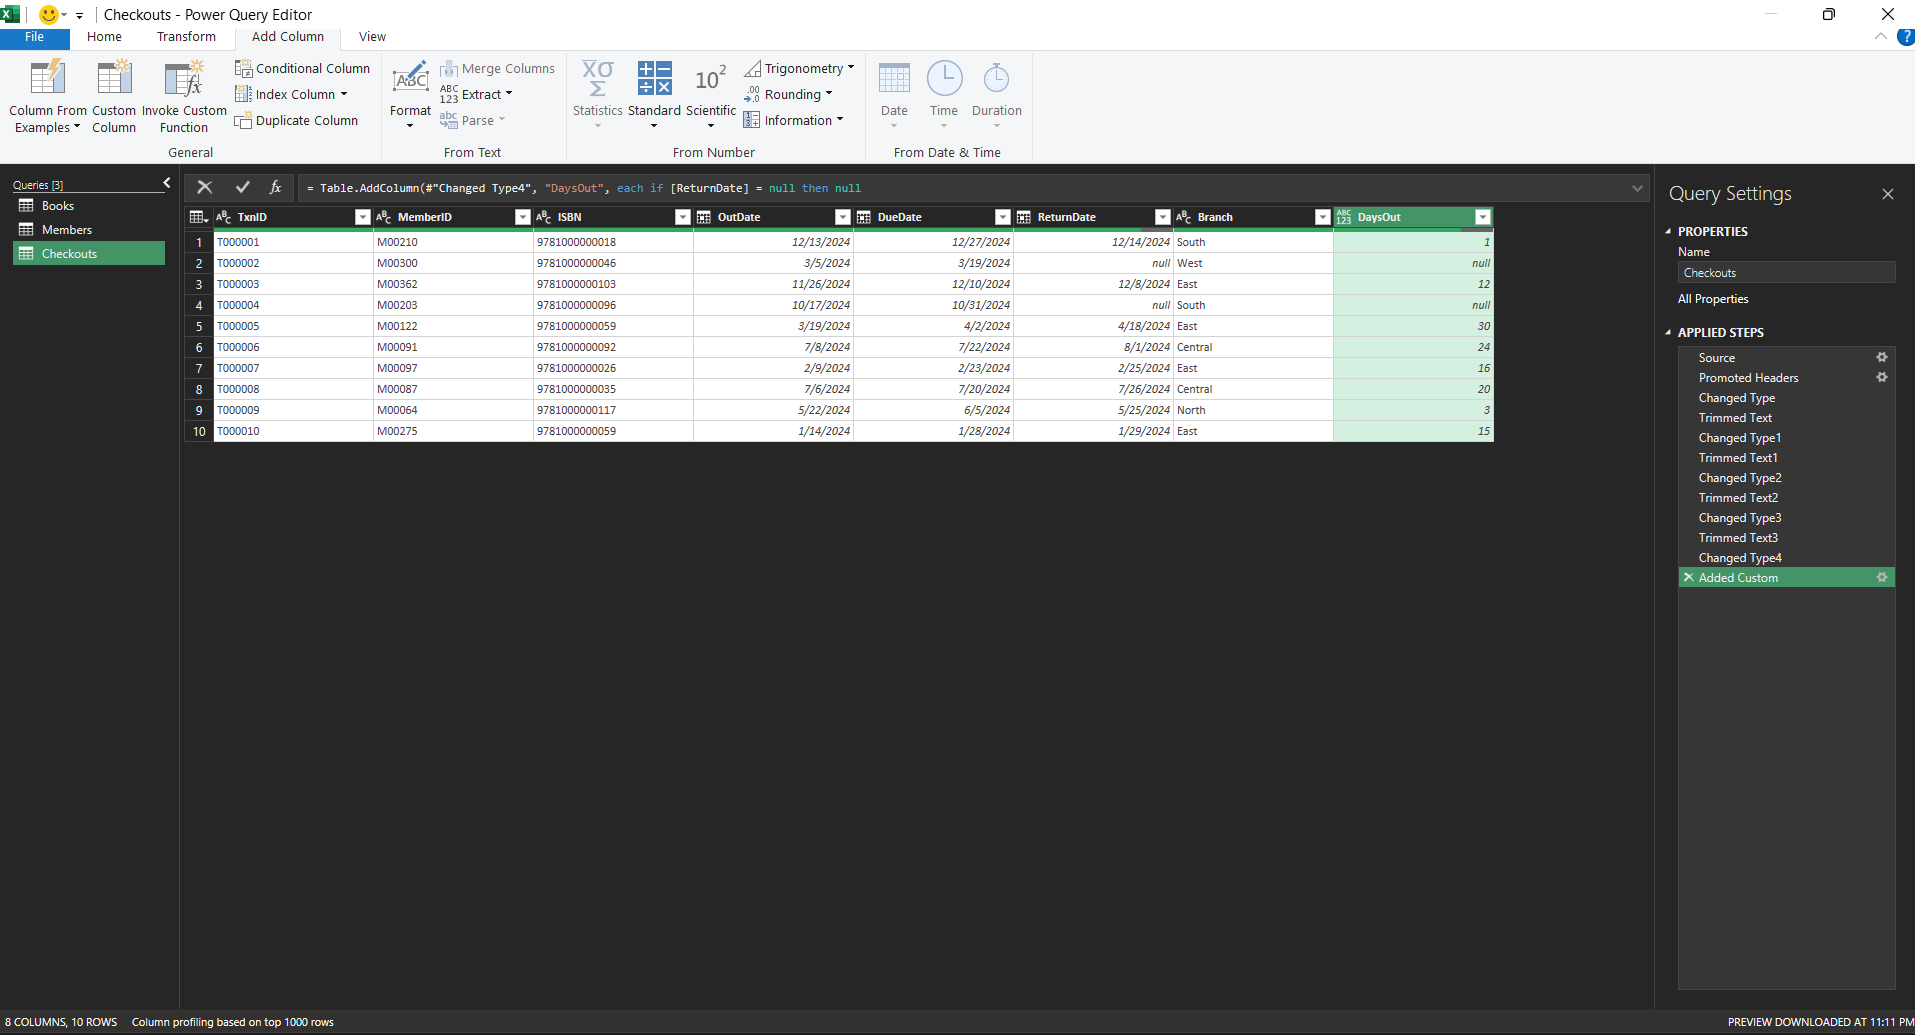 Checkouts - Power Query Editor
File Home Transform Add Column View
Column From Examples
Custom Column
Invoke Custom Function
Conditional Column
Index Column
Duplicate Column
General
Format
Merge Columns
Extract
Parse
From Text
Statistics
Standard
Scientific
Trigonometry
Rounding
Information
From Number
Date
Time
Duration
From Date & Time
Queries [3]
Books
Members
Checkouts
fx = Table.AddColumn(#"Changed Type4", "DaysOut", each if [ReturnDate] = null then null
TxnID MemberID ISBN OutDate DueDate ReturnDate Branch DaysOut
1 T000001 M00210 9781000000018 12/13/2024 12/27/2024 12/14/2024 South 1
2 T000002 M00300 9781000000046 3/5/2024 3/19/2024 null West null
3 T000003 M00362 9781000000103 11/26/2024 12/10/2024 12/8/2024 East 12
4 T000004 M00203 9781000000096 10/17/2024 10/31/2024 null South null
5 T000005 M00122 9781000000059 3/19/2024 4/2/2024 4/18/2024 East 30
6 T000006 M00091 9781000000092 7/8/2024 7/22/2024 8/1/2024 Central 24
7 T000007 M00097 9781000000026 2/9/2024 2/23/2024 2/25/2024 East 16
8 T000008 M00087 9781000000035 7/6/2024 7/20/2024 7/26/2024 Central 20
9 T000009 M00064 9781000000117 5/22/2024 6/5/2024 5/25/2024 North 3
10 T000010 M00275 9781000000059 1/14/2024 1/28/2024 1/29/2024 East 15
Query Settings
PROPERTIES
Name
Checkouts
All Properties
APPLIED STEPS
Source
Promoted Headers
Changed Type
Trimmed Text
Changed Type1
Trimmed Text1
Changed Type2
Trimmed Text2
Changed Type3
Trimmed Text3
Changed Type4
Added Custom
8 COLUMNS, 10 ROWS Column profiling based on top 1000 rows
PREVIEW DOWNLOADED AT 11:11 PM